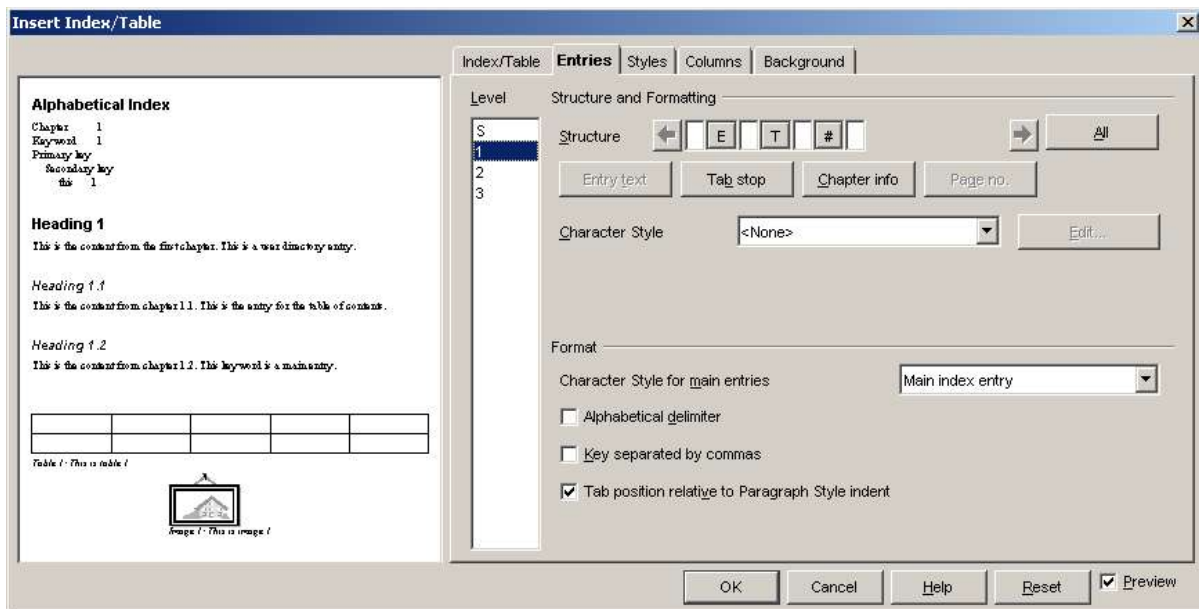 Insert Index/Table
Alphabetical Index
Chapter 1
Keyword 1
Primary key
Secondary key
this 1
Heading 1
This is the content from the first chapter. This is a user directory entry.
Heading 1.1
This is the content from chapter 1.1. This is the entry for the table of contents.
Heading 1.2
This is the content from chapter 1.2. This keyword is a main entry.
Table 1 - This is table 1
Image 1 - This is image 1
Index/Table Entries Styles Columns Background
Level
S
1
2
3
Structure and Formatting
Structure E T # All
Entry text Tab stop Chapter info Page no.
Character Style <None> Edit...
Format
Character Style for main entries Main index entry
Alphabetical delimiter
Key separated by commas
Tab position relative to Paragraph Style indent
OK Cancel Help Reset Preview